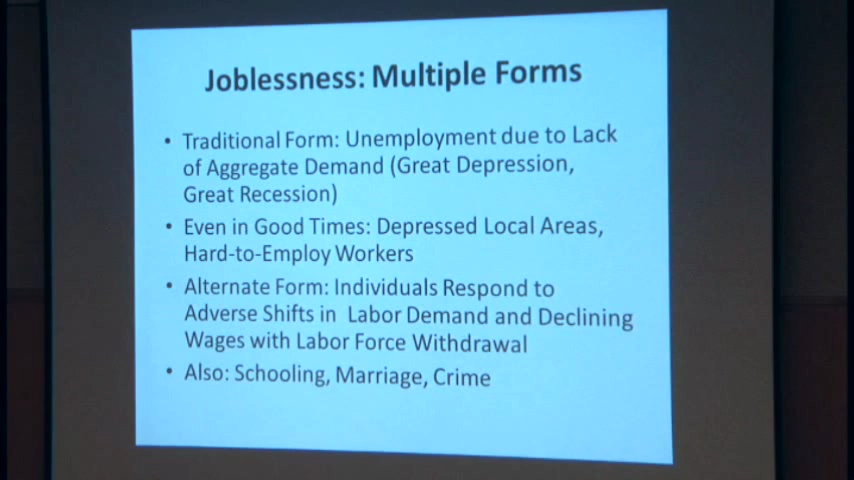 Joblessness: Multiple Forms
• Traditional Form: Unemployment due to Lack
of Aggregate Demand (Great Depression,
Great Recession)
• Even in Good Times: Depressed Local Areas,
Hard-to-Employ Workers
• Alternate Form: Individuals Respond to
Adverse Shifts in Labor Demand and Declining
Wages with Labor Force Withdrawal
• Also: Schooling, Marriage, Crime